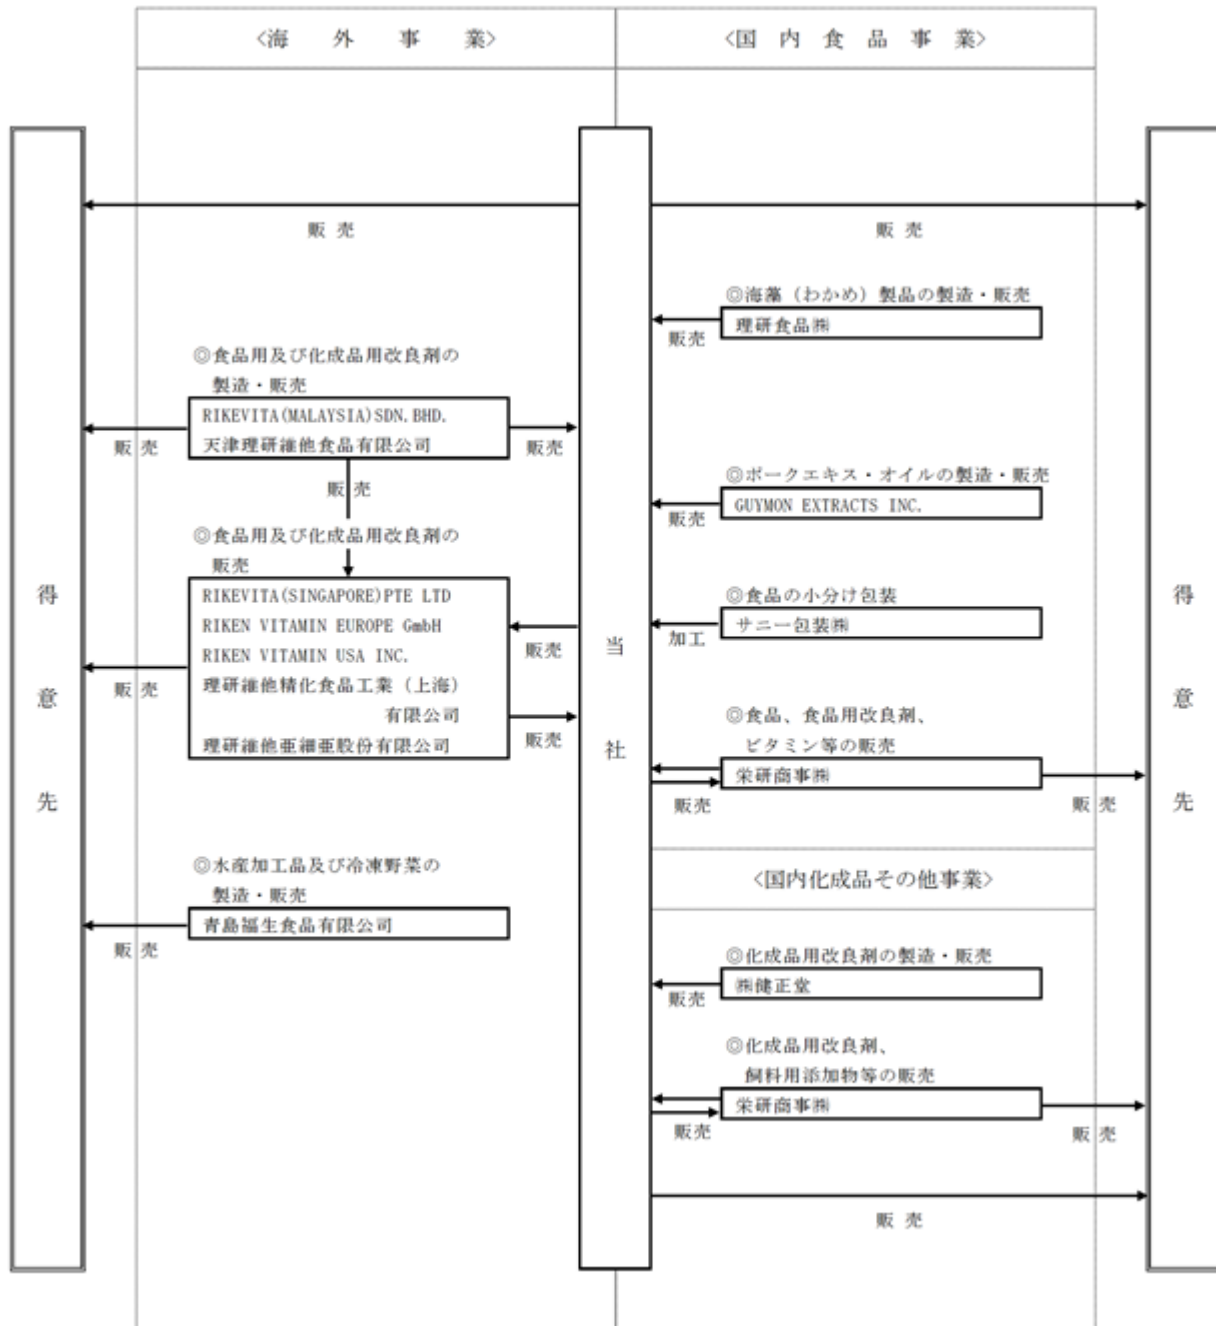 <海外事業>
<国内食品事業>
販売
販売
◎海藻（わかめ）製品の製造・販売
理研食品㈱
販売
◎食品用及び化成品用改良剤の
製造・販売
RIKEVITA(MALAYSIA)SDN.BHD.
天津理研維他食品有限公司
販売
販売
販売
◎ポークエキス・オイルの製造・販売
GUYMON EXTRACTS INC.
販売
◎食品用及び化成品用改良剤の
販売
RIKEVITA(SINGAPORE)PTE LTD
RIKEN VITAMIN EUROPE GmbH
RIKEN VITAMIN USA INC.
理研維他精化食品工業（上海）
有限公司
理研維他亜細亜股份有限公司
販売
販売
販売
◎食品の小分け包装
サニー包装㈱
加工
◎食品、食品用改良剤、
ビタミン等の販売
栄研商事㈱
販売
販売
得意先
当社
得意先
◎水産加工品及び冷凍野菜の
製造・販売
青島福生食品有限公司
販売
<国内化成品その他事業>
◎化成品用改良剤の製造・販売
㈱健正堂
販売
◎化成品用改良剤、
飼料用添加物等の販売
栄研商事㈱
販売
販売
販売